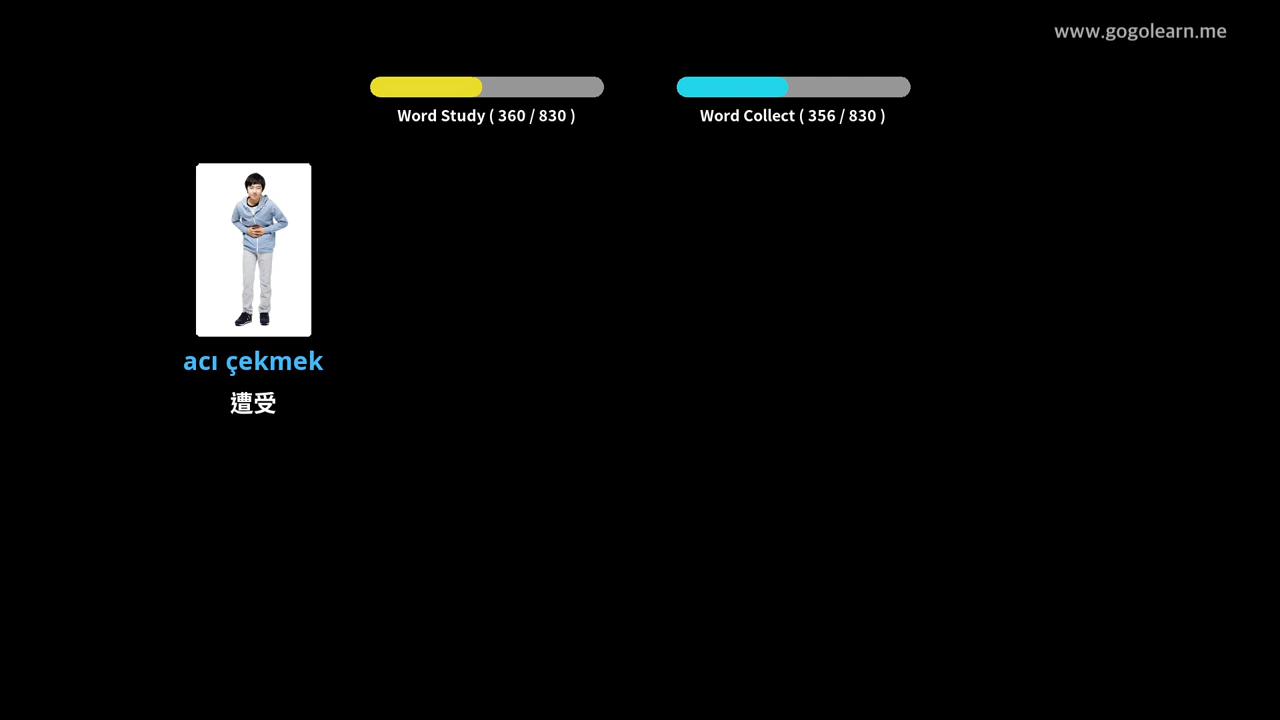 www.gogolearn.me
Word Study ( 360 / 830 )
Word Collect ( 356 / 830 )
acı çekmek
遭受